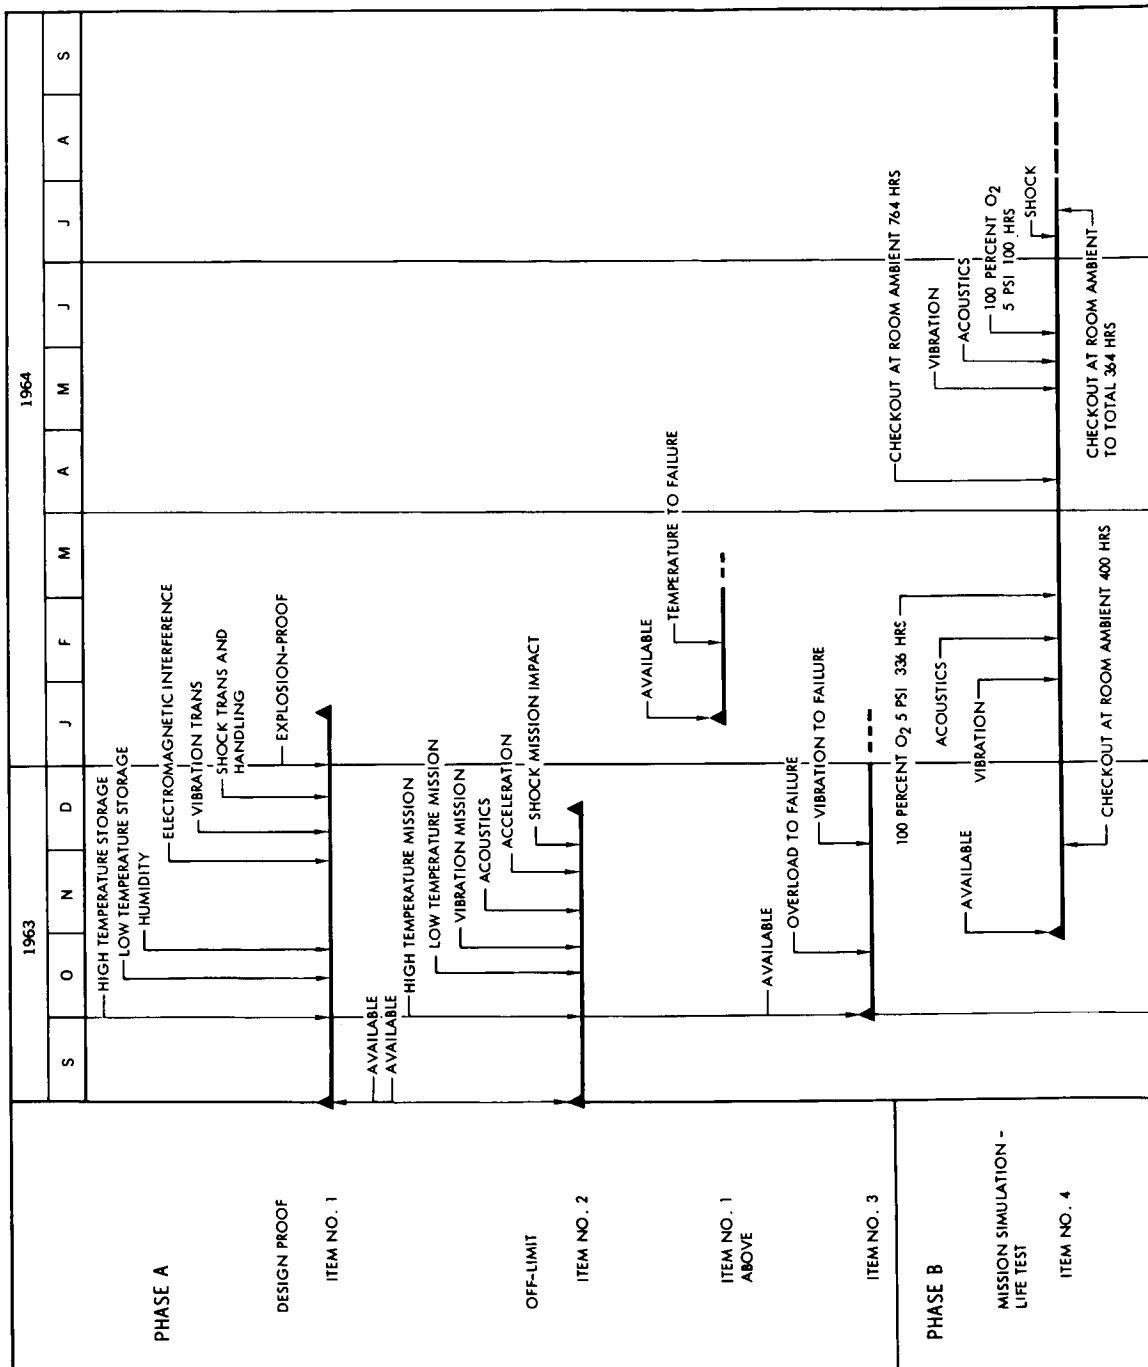 1963
1964
S
O
N
D
J
F
M
A
M
J
J
A
S
PHASE A
DESIGN PROOF
ITEM NO. 1
HIGH TEMPERATURE STORAGE
LOW TEMPERATURE STORAGE
HUMIDITY
ELECTROMAGNETIC INTERFERENCE
VIBRATION TRANS
SHOCK TRANS AND
HANDLING
EXPLOSION-PROOF
AVAILABLE
AVAILABLE
OFF-LIMIT
ITEM NO. 2
HIGH TEMPERATURE MISSION
LOW TEMPERATURE MISSION
VIBRATION MISSION
ACOUSTICS
ACCELERATION
SHOCK MISSION IMPACT
ITEM NO. 1
ABOVE
AVAILABLE
TEMPERATURE TO FAILURE
ITEM NO. 3
AVAILABLE
OVERLOAD TO FAILURE
VIBRATION TO FAILURE
PHASE B
MISSION SIMULATION -
LIFE TEST
ITEM NO. 4
AVAILABLE
CHECKOUT AT ROOM AMBIENT 400 HRS
VIBRATION
ACOUSTICS
100 PERCENT O2 5 PSI 336 HRS
CHECKOUT AT ROOM AMBIENT 764 HRS
VIBRATION
ACOUSTICS
100 PERCENT O2
5 PSI 100 HRS
SHOCK
CHECKOUT AT ROOM AMBIENT
TO TOTAL 364 HRS